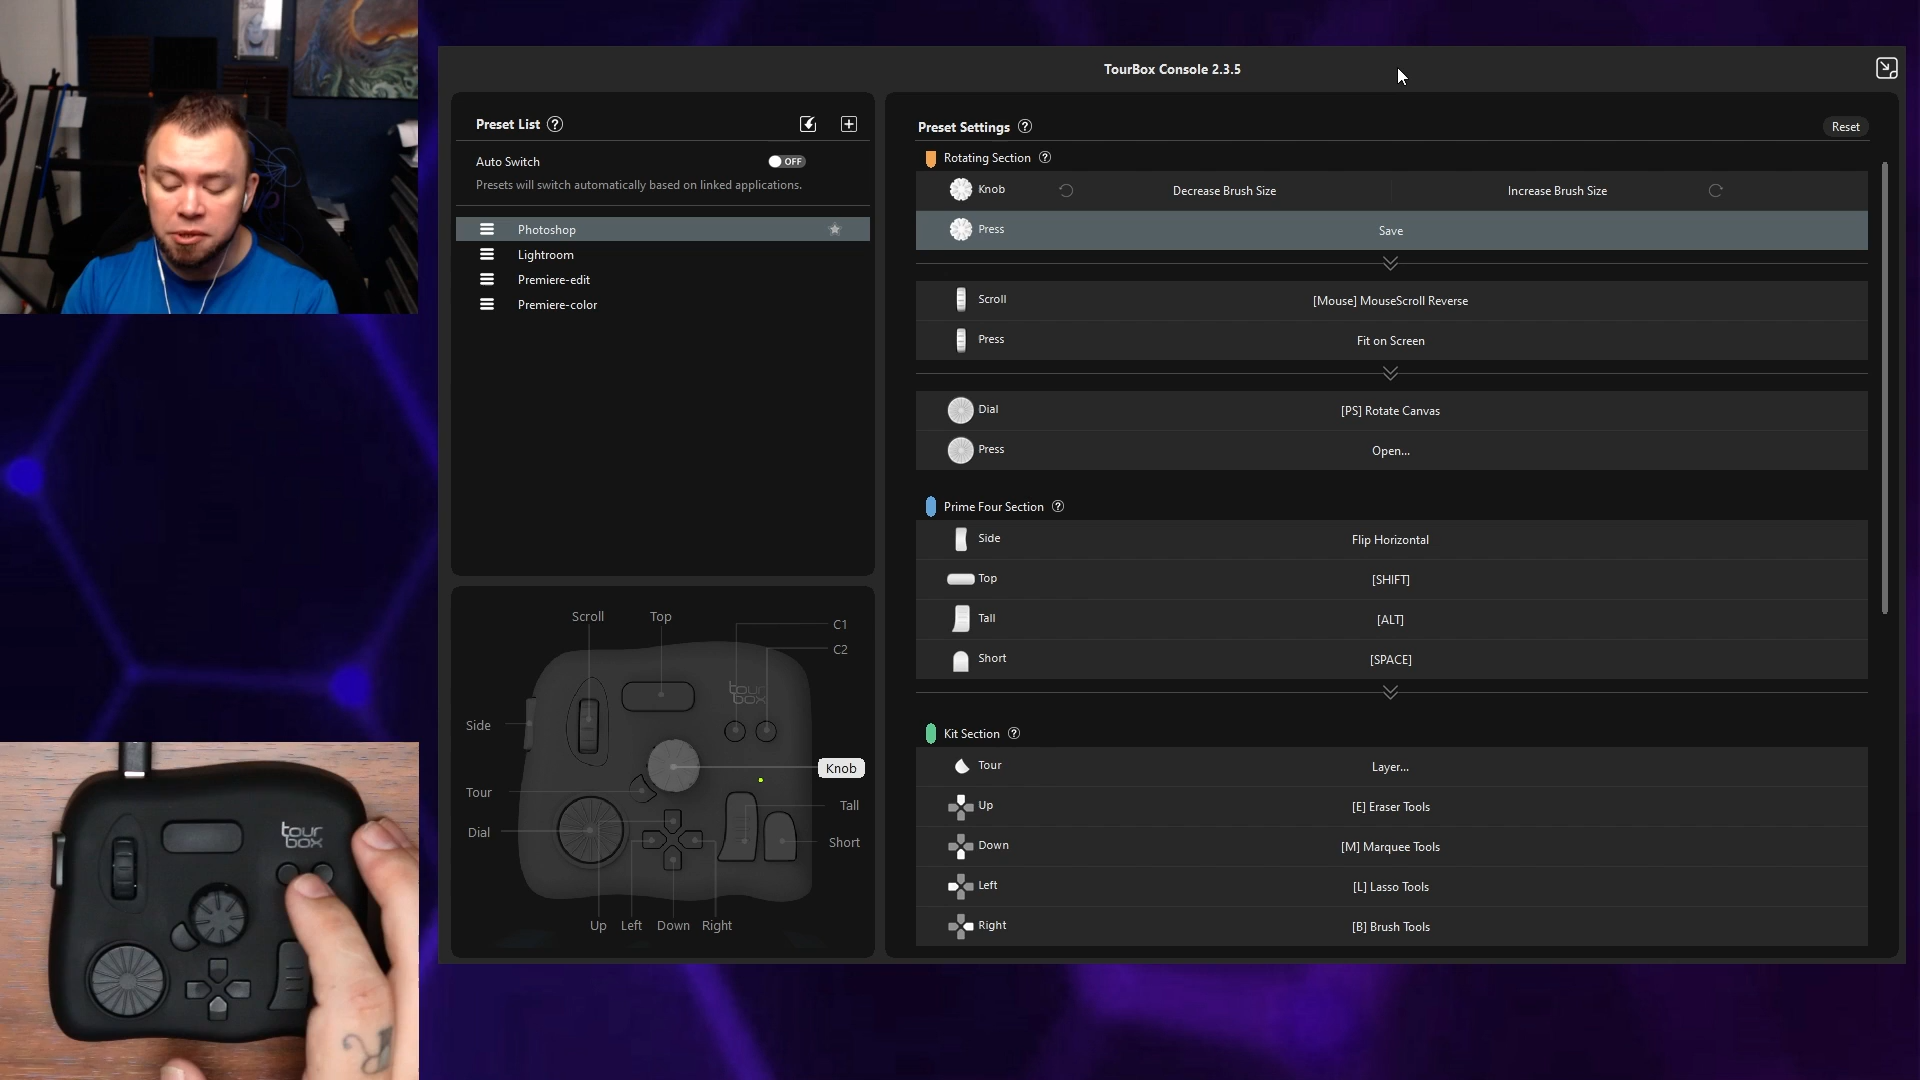 TourBox Console 2.3.5
Preset List ?
Auto Switch
OFF
Presets will switch automatically based on linked applications.
Photoshop
Lightroom
Premiere-edit
Premiere-color
Scroll
Top
C1
C2
tour
box
Side
Knob
Tour
Tall
Dial
Short
Up
Left
Down
Right
Preset Settings ?
Reset
Rotating Section ?
Knob
Decrease Brush Size
Increase Brush Size
Press
Save
Scroll
[Mouse] MouseScroll Reverse
Press
Fit on Screen
Dial
[PS] Rotate Canvas
Press
Open...
Prime Four Section ?
Side
Flip Horizontal
Top
[SHIFT]
Tall
[ALT]
Short
[SPACE]
Kit Section ?
Tour
Layer...
Up
[E] Eraser Tools
Down
[M] Marquee Tools
Left
[L] Lasso Tools
Right
[B] Brush Tools
tour
box